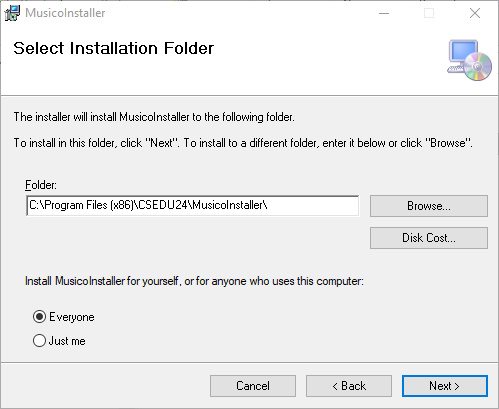 MusicoInstaller
Select Installation Folder
The installer will install MusicoInstaller to the following folder.
To install in this folder, click "Next". To install to a different folder, enter it below or click "Browse".
Folder:
C:\Program Files (x86)\CSEDU24\MusicoInstaller\
Browse...
Disk Cost...
Install MusicoInstaller for yourself, or for anyone who uses this computer:
Everyone
Just me
Cancel
< Back
Next >